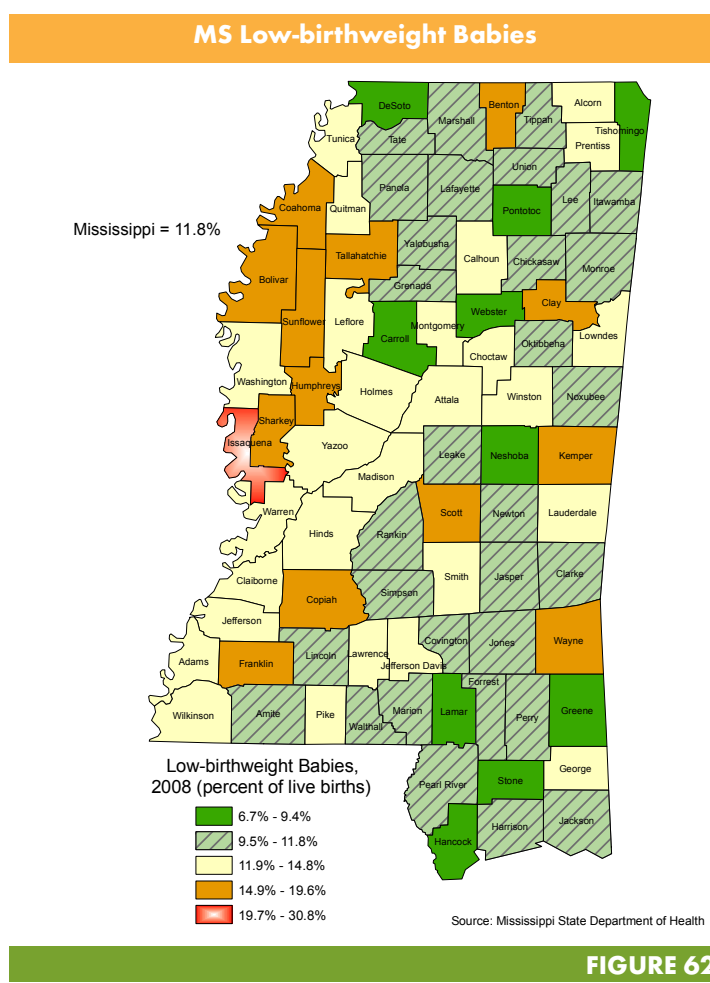 MS Low-birthweight Babies
DeSoto
Benton
Alcorn
Marshall
Tippah
Tishomingo
Tunica
Tate
Prentiss
Union
Panola
Lafayette
Lee
Itawamba
Coahoma
Quitman
Pontotoc
Mississippi = 11.8%
Yalobusha
Tallahatchie
Calhoun
Chickasaw
Monroe
Bolivar
Grenada
Clay
Webster
Sunflower
Leflore
Montgomery
Carroll
Lowndes
Oktibbeha
Choctaw
Washington
Humphreys
Holmes
Attala
Winston
Noxubee
Sharkey
Issaquena
Yazoo
Leake
Neshoba
Kemper
Madison
Warren
Scott
Newton
Lauderdale
Hinds
Rankin
Claiborne
Smith
Jasper
Clarke
Copiah
Simpson
Jefferson
Covington
Jones
Wayne
Lawrence
Lincoln
Adams
Franklin
Jefferson Davis
Forrest
Wilkinson
Amite
Pike
Walthall
Marion
Lamar
Perry
Greene
George
Pearl River
Stone
Harrison
Jackson
Hancock
Low-birthweight Babies,
2008 (percent of live births)
6.7% - 9.4%
9.5% - 11.8%
11.9% - 14.8%
14.9% - 19.6%
19.7% - 30.8%
Source: Mississippi State Department of Health
FIGURE 62